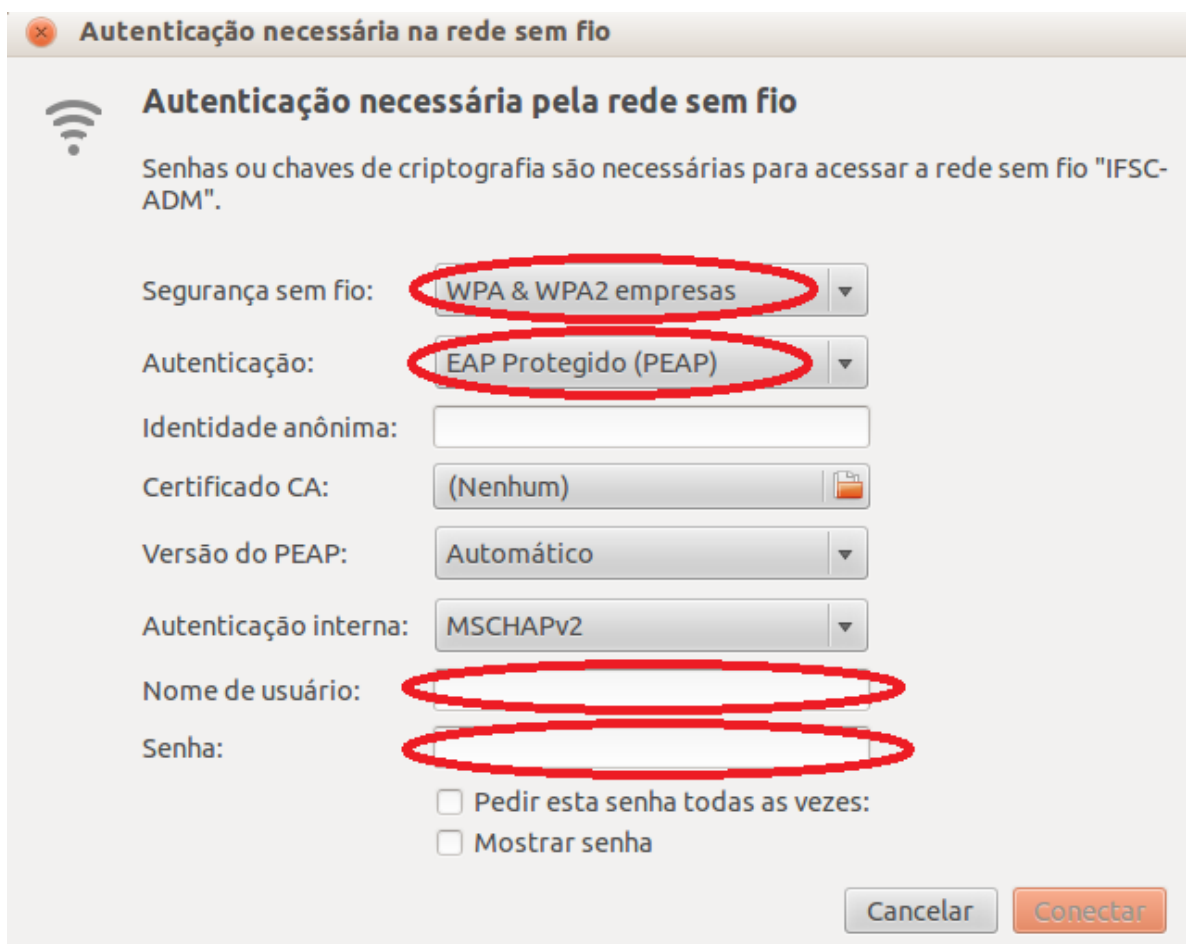 Autenticação necessária na rede sem fio
Autenticação necessária pela rede sem fio
Senhas ou chaves de criptografia são necessárias para acessar a rede sem fio "IFSC-
ADM".
Segurança sem fio: WPA & WPA2 empresas
Autenticação: EAP Protegido (PEAP)
Identidade anônima:
Certificado CA: (Nenhum)
Versão do PEAP: Automático
Autenticação interna: MSCHAPv2
Nome de usuário:
Senha:
Pedir esta senha todas as vezes:
Mostrar senha
Cancelar Conectar